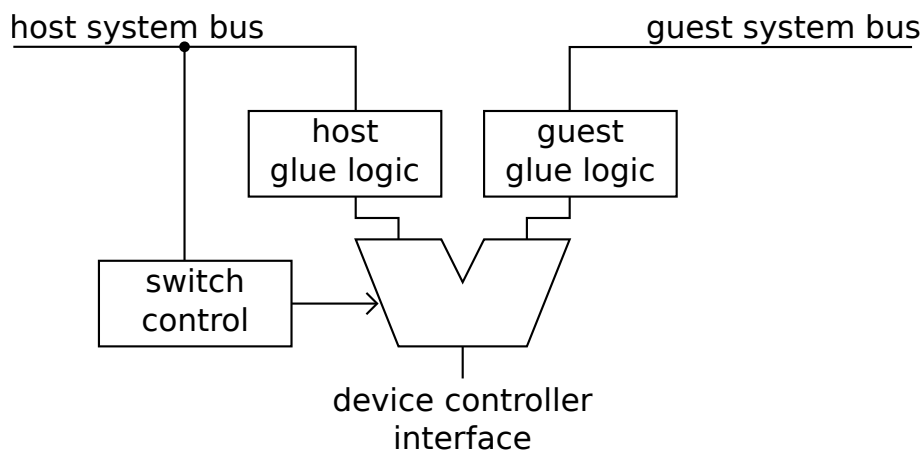 host system bus
guest system bus
host
glue logic
guest
glue logic
switch
control
device controller
interface